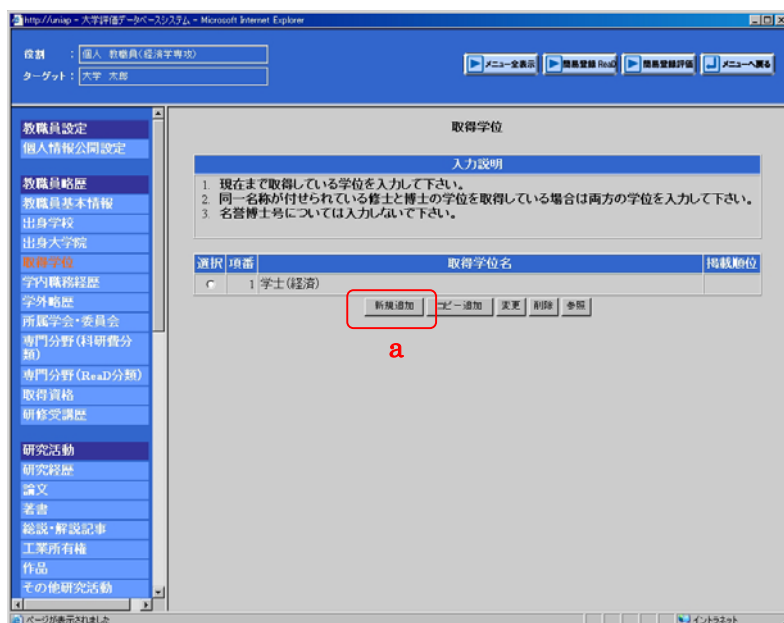 http://uniap - 大学評価データベースシステム - Microsoft Internet Explorer
役割 : 個人 教職員(経済学専攻)
ターゲット : 大学 太郎
メニュー全表示
簡易登録 ReaD
簡易登録評価
メニューへ戻る
教職員設定
個人情報公開設定
教職員略歴
教職員基本情報
出身学校
出身大学院
取得学位
学内職務経歴
学外略歴
所属学会・委員会
専門分野(科研費分
類)
専門分野(ReaD分類)
取得資格
研修受講歴
研究活動
研究経歴
論文
著書
総説・解説記事
工業所有権
作品
その他研究活動
取得学位
入力説明
1. 現在まで取得している学位を入力して下さい。
2. 同一名称が付せられている修士と博士の学位を取得している場合は両方の学位を入力して下さい。
3. 名誉博士号については入力しないで下さい。
選択 項番 取得学位名 掲載順位
1 学士(経済)
新規追加 コピー追加 変更 削除 参照
a
ページが表示されました
イントラネット